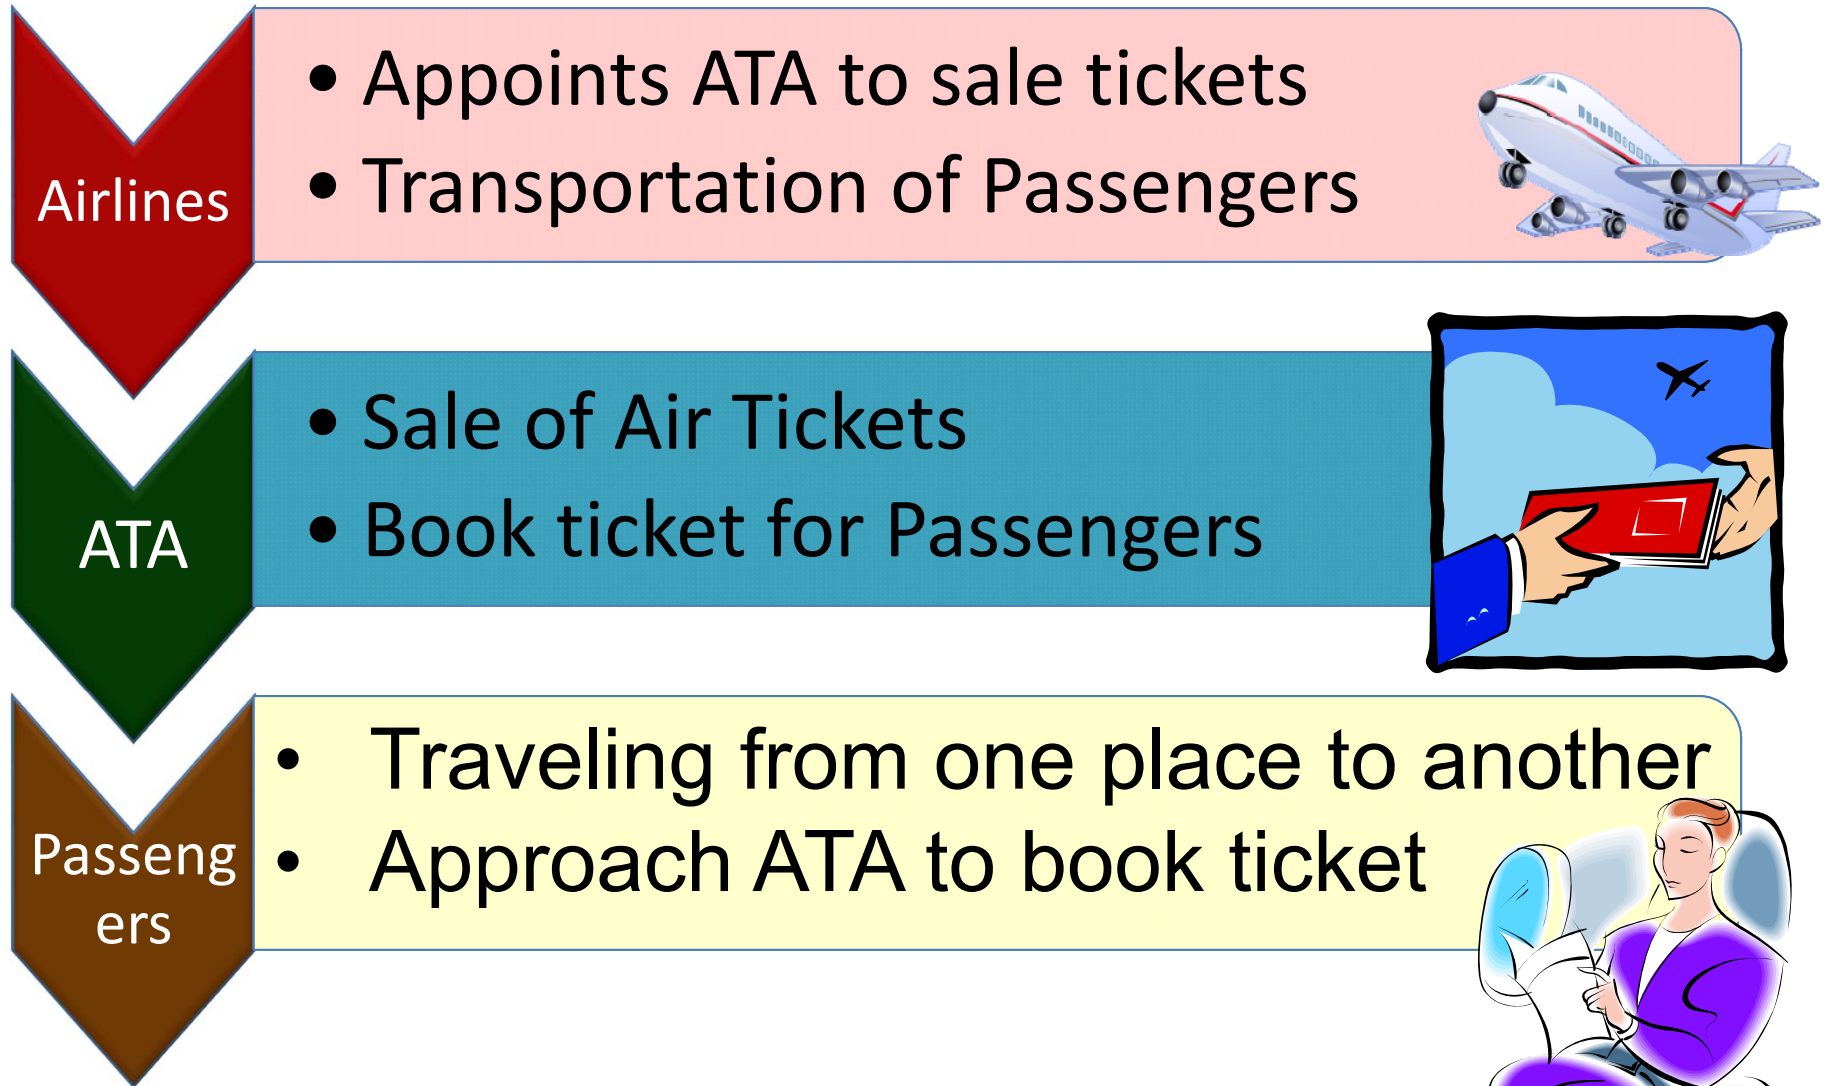 Airlines
• Appoints ATA to sale tickets
• Transportation of Passengers
ATA
• Sale of Air Tickets
• Book ticket for Passengers
Passeng
ers
• Traveling from one place to another
• Approach ATA to book ticket